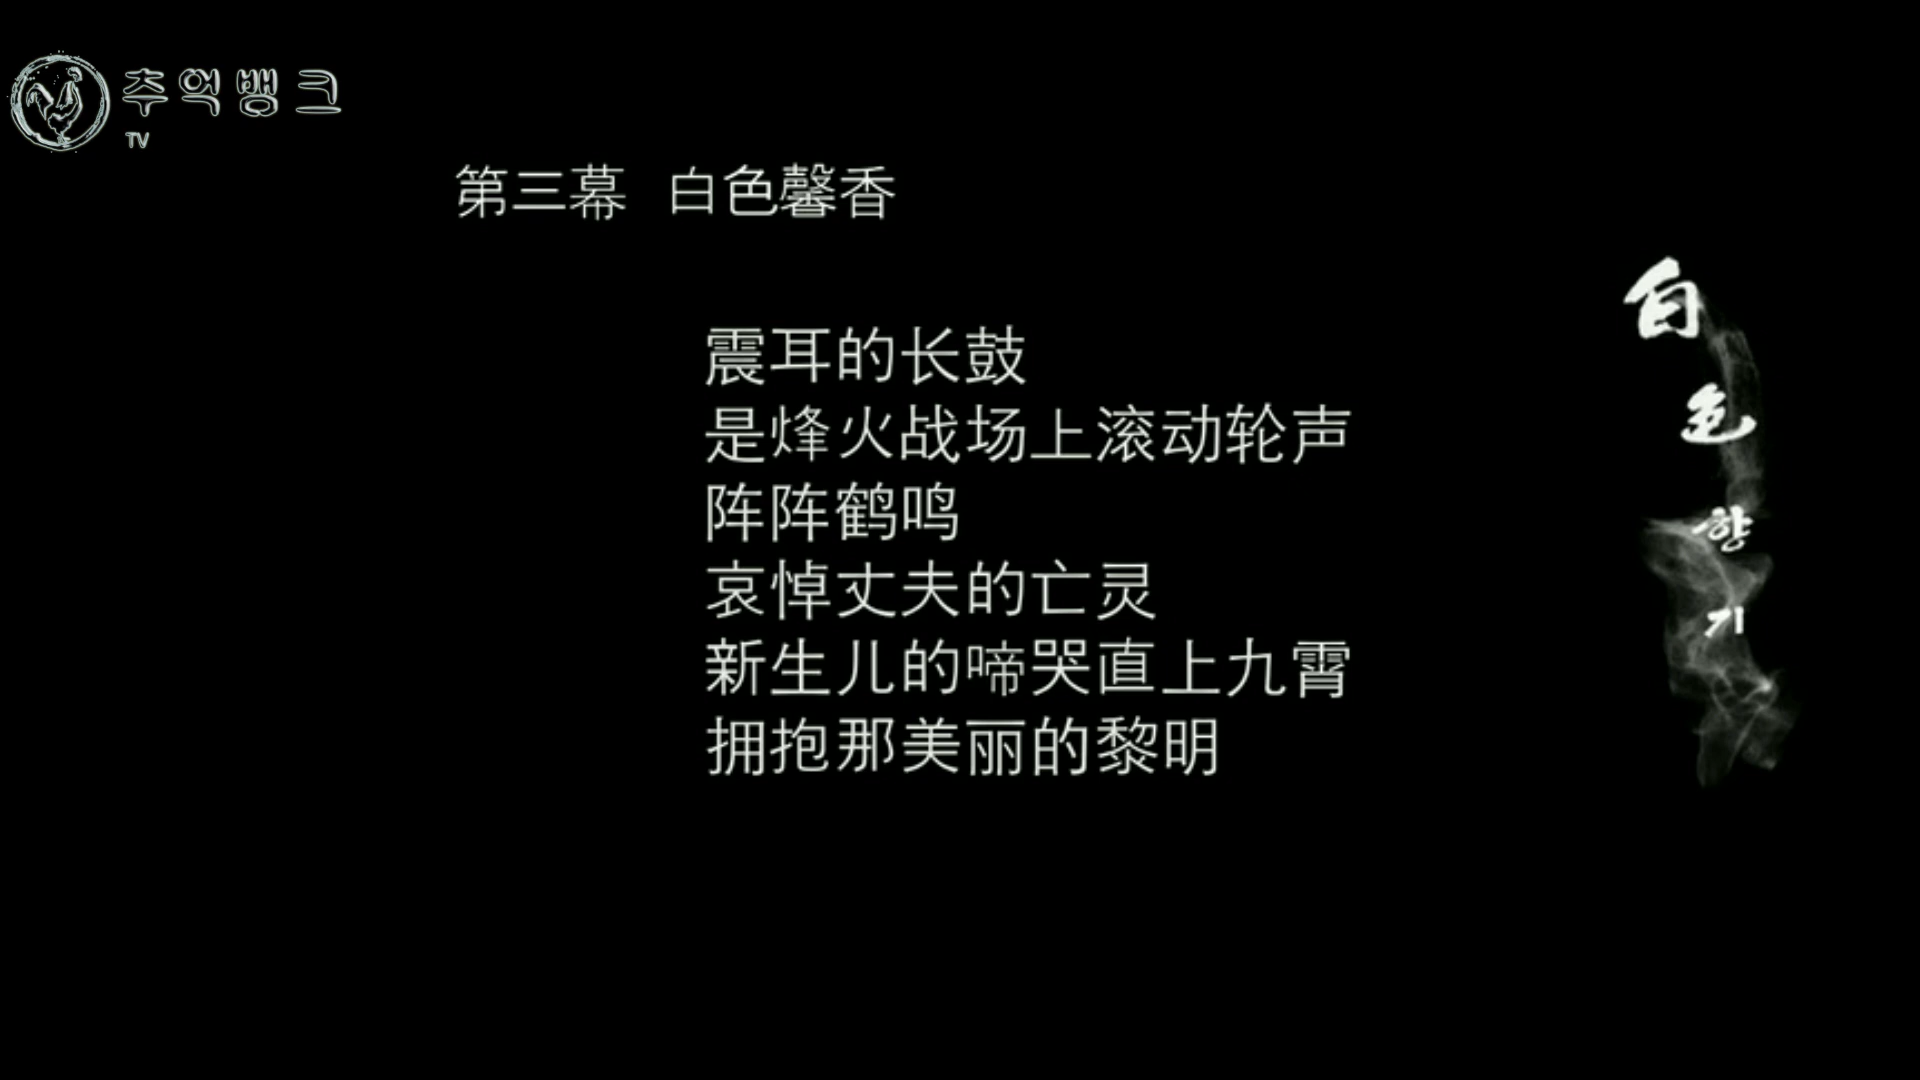 추억뱅크
TV
第三幕 白色馨香
震耳的长鼓
是烽火战场上滚动轮声
阵阵鹤鸣
哀悼丈夫的亡灵
新生儿的啼哭直上九霄
拥抱那美丽的黎明
白色향기